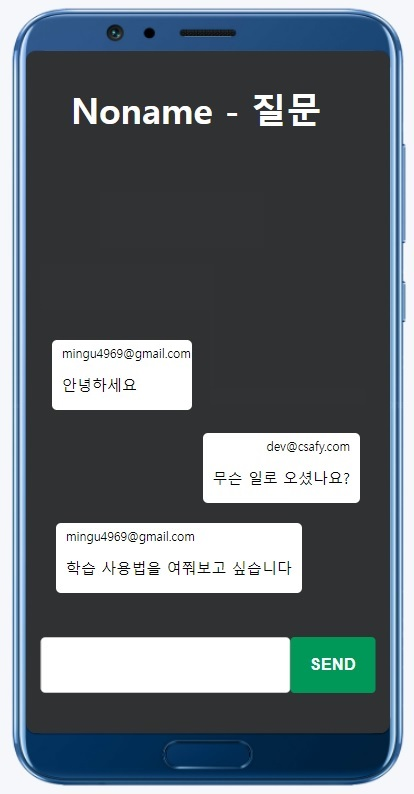 Noname - 질문
mingu4969@gmail.com
안녕하세요
dev@csafy.com
무슨 일로 오셨나요?
mingu4969@gmail.com
학습 사용법을 여쭤보고 싶습니다
SEND